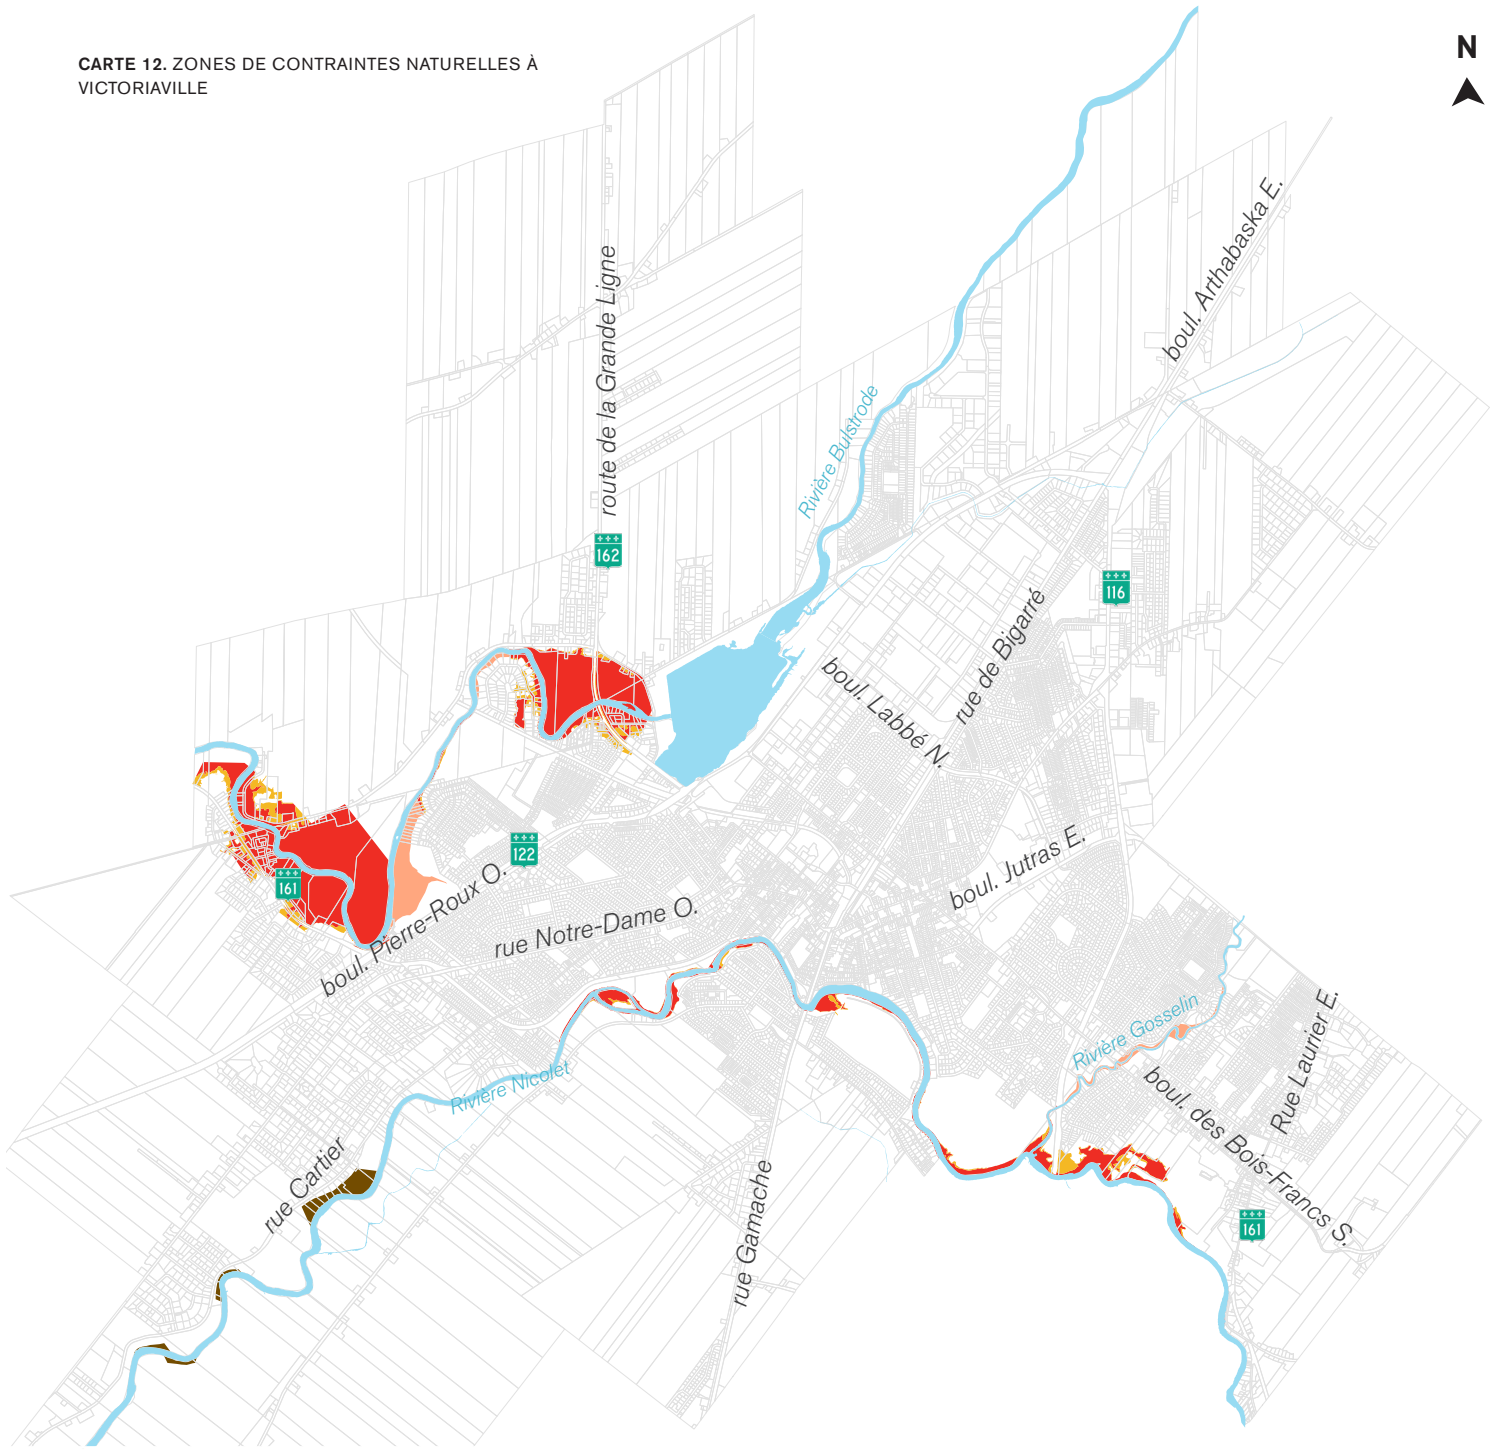 CARTE 12. ZONES DE CONTRAINTES NATURELLES À
VICTORIAVILLE
N
boul. Arthabaska E.
route de la Grande Ligne
Rivière Bulstrode
162
116
rue de Bigarré
boul. Labbé N.
122
boul. Jutras E.
161
boul. Pierre-Roux O.
rue Notre-Dame O.
Rivière Gosselin
Rue Laurier E.
Rivière Nicolet
boul. des Bois-Francs S.
rue Cartier
rue Gamache
161